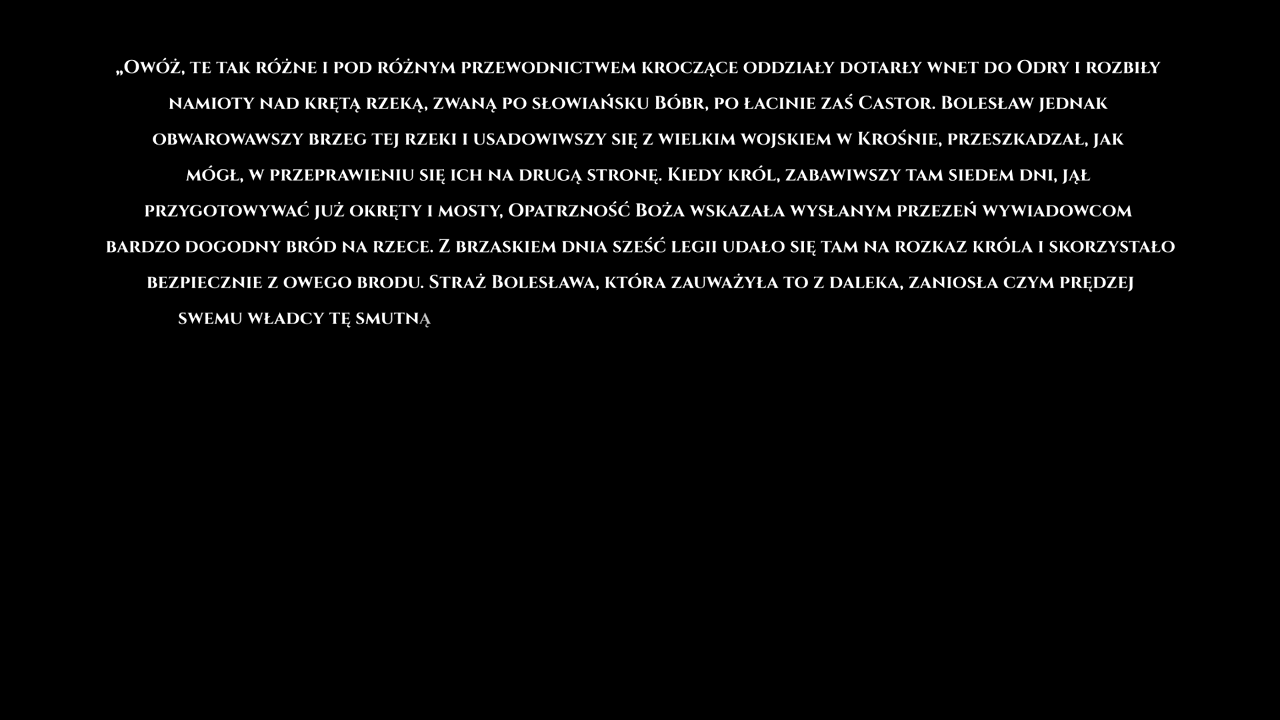 „Owóż, te tak różne i pod różnym przewodnictwem kroczące oddziały dotarły wnet do Odry i rozbiły
namioty nad krętą rzeką, zwaną po słowiańsku Bóbr, po łacinie zaś Castor. Bolesław jednak
obwarowawszy brzeg tej rzeki i usadowiwszy się z wielkim wojskiem w Krośnie, przeszkadzał, jak
mógł, w przeprawieniu się ich na drugą stronę. Kiedy król, zabawiwszy tam siedem dni, jął
przygotowywać już okręty i mosty, Opatrzność Boża wskazała wysłanym przezeń wywiadowcom
bardzo dogodny bród na rzece. Z brzaskiem dnia sześć legii udało się tam na rozkaz króla i skorzystało
bezpiecznie z owego brodu. Straż Bolesława, która zauważyła to z daleka, zaniosła czym prędzej
swemu władcy tę smutną